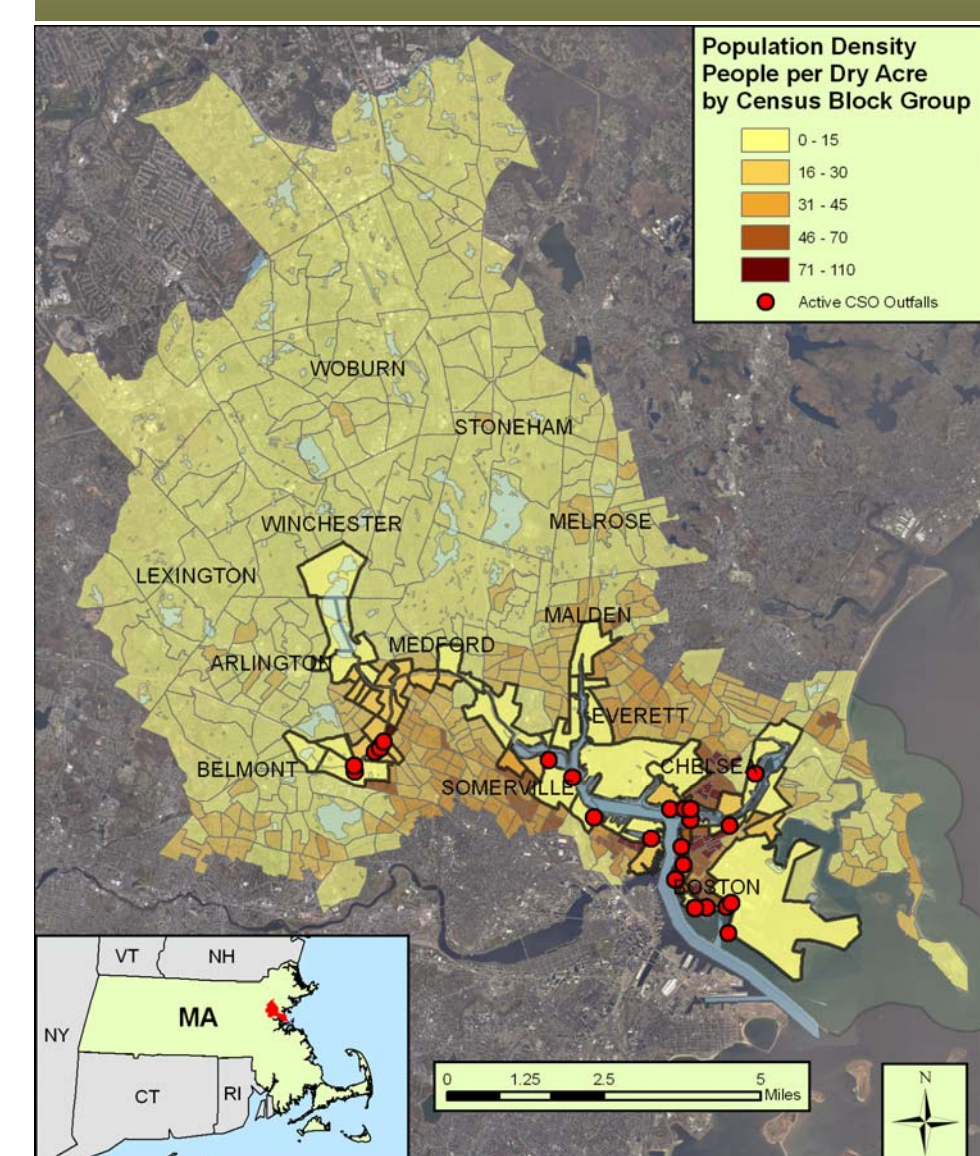 Population Density
People per Dry Acre
by Census Block Group
0 - 15
16 - 30
31 - 45
46 - 70
71 - 110
Active CSO Outfalls
WOBURN
STONEHAM
WINCHESTER
MELROSE
LEXINGTON
MALDEN
MEDFORD
ARLINGTON
EVERETT
BELMONT
CHELSEA
SOMERVILLE
BOSTON
VT
NH
NY
MA
CT
RI
0 1.25 2.5 5
Miles
N